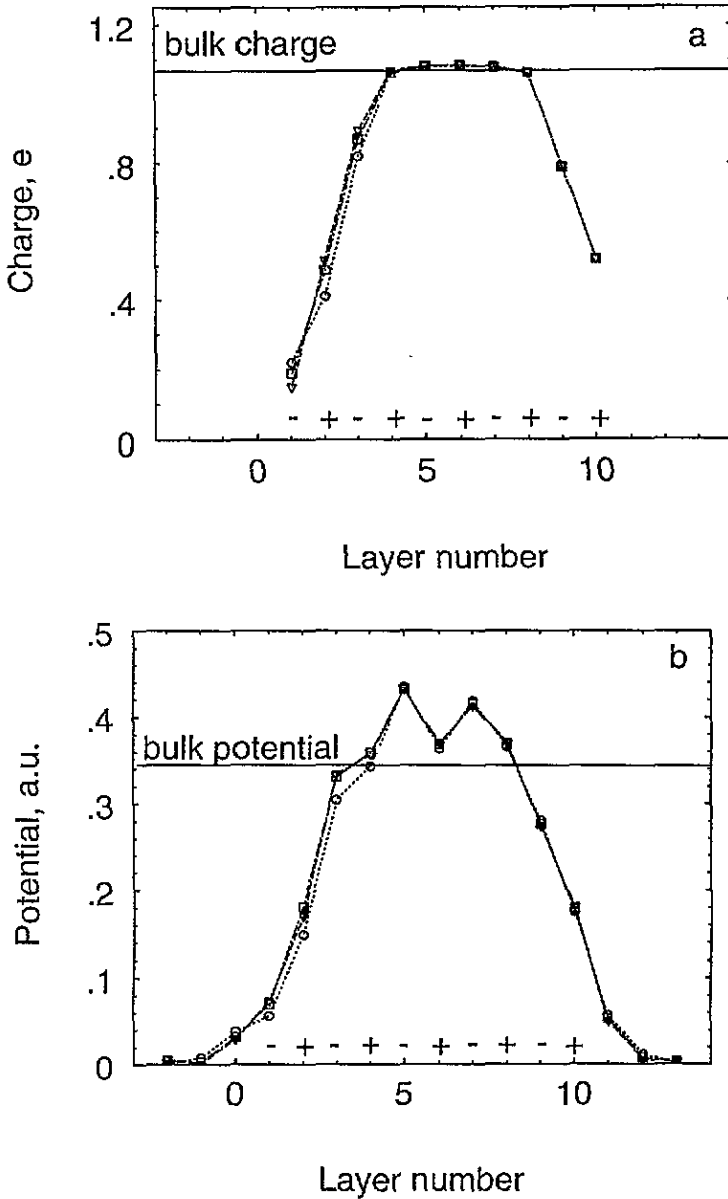 1.2
bulk charge
a
.8
Charge, e
.4
- + - + - + - + - +
0
0 5 10
Layer number
.5
b
.4
bulk potential
.3
Potential, a.u.
.2
.1
- + - + - + - + - +
0
0 5 10
Layer number